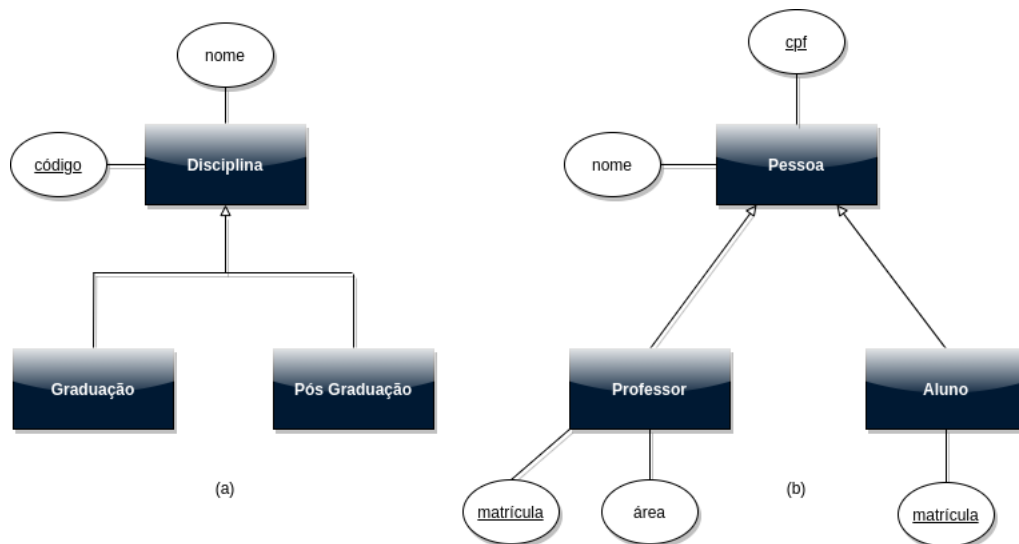 nome
código
Disciplina
Graduação
Pós Graduação
(a)
cpf
nome
Pessoa
Professor
Aluno
matrícula
área
matrícula
(b)